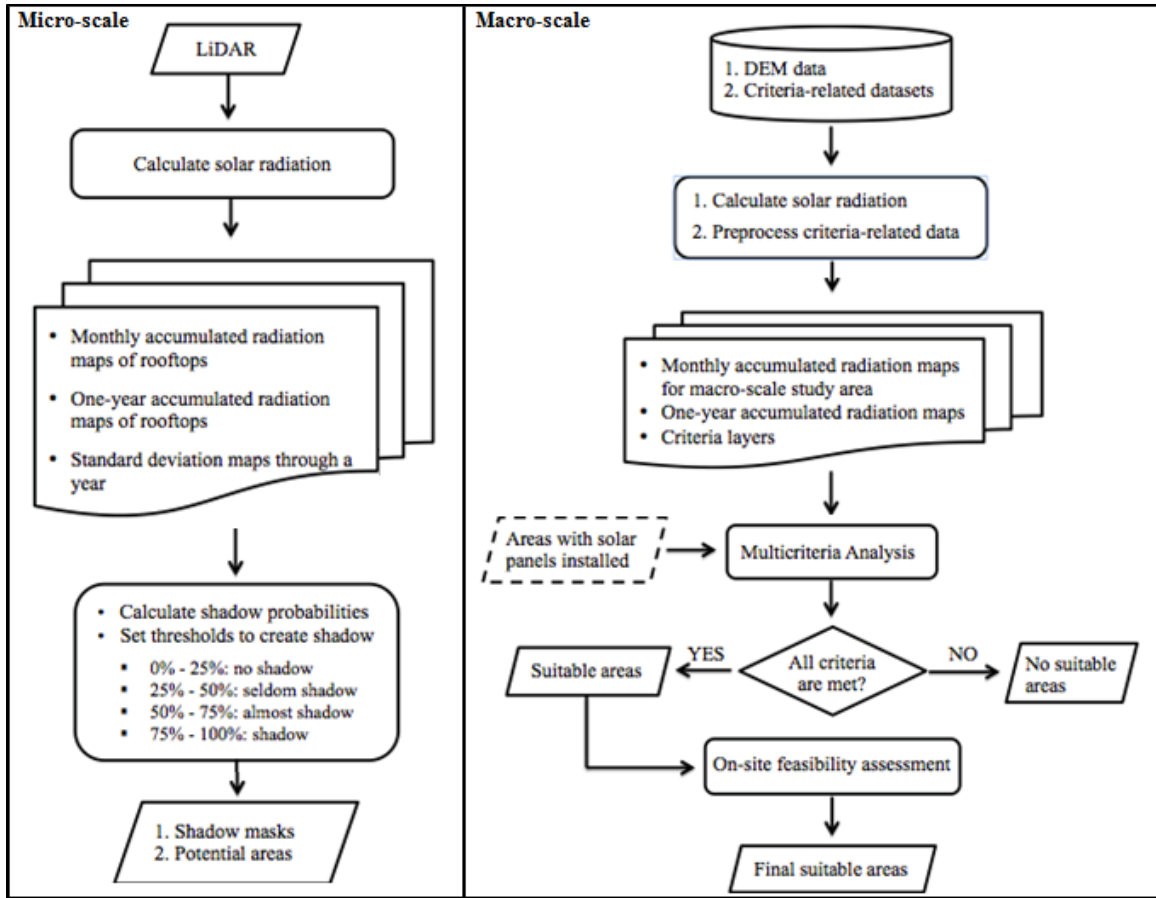 Micro-scale
LiDAR
Calculate solar radiation
• Monthly accumulated radiation
maps of rooftops
• One-year accumulated radiation
maps of rooftops
• Standard deviation maps through a
year
• Calculate shadow probabilities
• Set thresholds to create shadow
▪ 0% - 25%: no shadow
▪ 25% - 50%: seldom shadow
▪ 50% - 75%: almost shadow
▪ 75% - 100%: shadow
1. Shadow masks
2. Potential areas
Macro-scale
1. DEM data
2. Criteria-related datasets
1. Calculate solar radiation
2. Preprocess criteria-related data
• Monthly accumulated radiation maps
for macro-scale study area
• One-year accumulated radiation maps
• Criteria layers
Areas with solar
panels installed
Multicriteria Analysis
All criteria
are met?
YES
NO
Suitable areas
No suitable
areas
On-site feasibility assessment
Final suitable areas